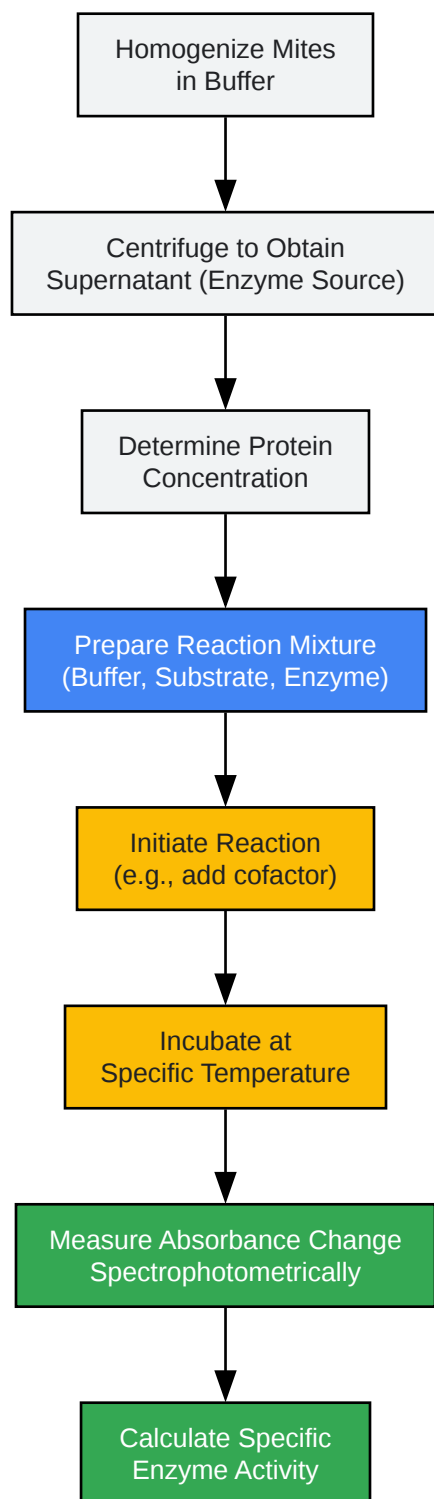 Homogenize Mites
in Buffer
Centrifuge to Obtain
Supernatant (Enzyme Source)
Determine Protein
Concentration
Prepare Reaction Mixture
(Buffer, Substrate, Enzyme)
Initiate Reaction
(e.g., add cofactor)
Incubate at
Specific Temperature
Measure Absorbance Change
Spectrophotometrically
Calculate Specific
Enzyme Activity